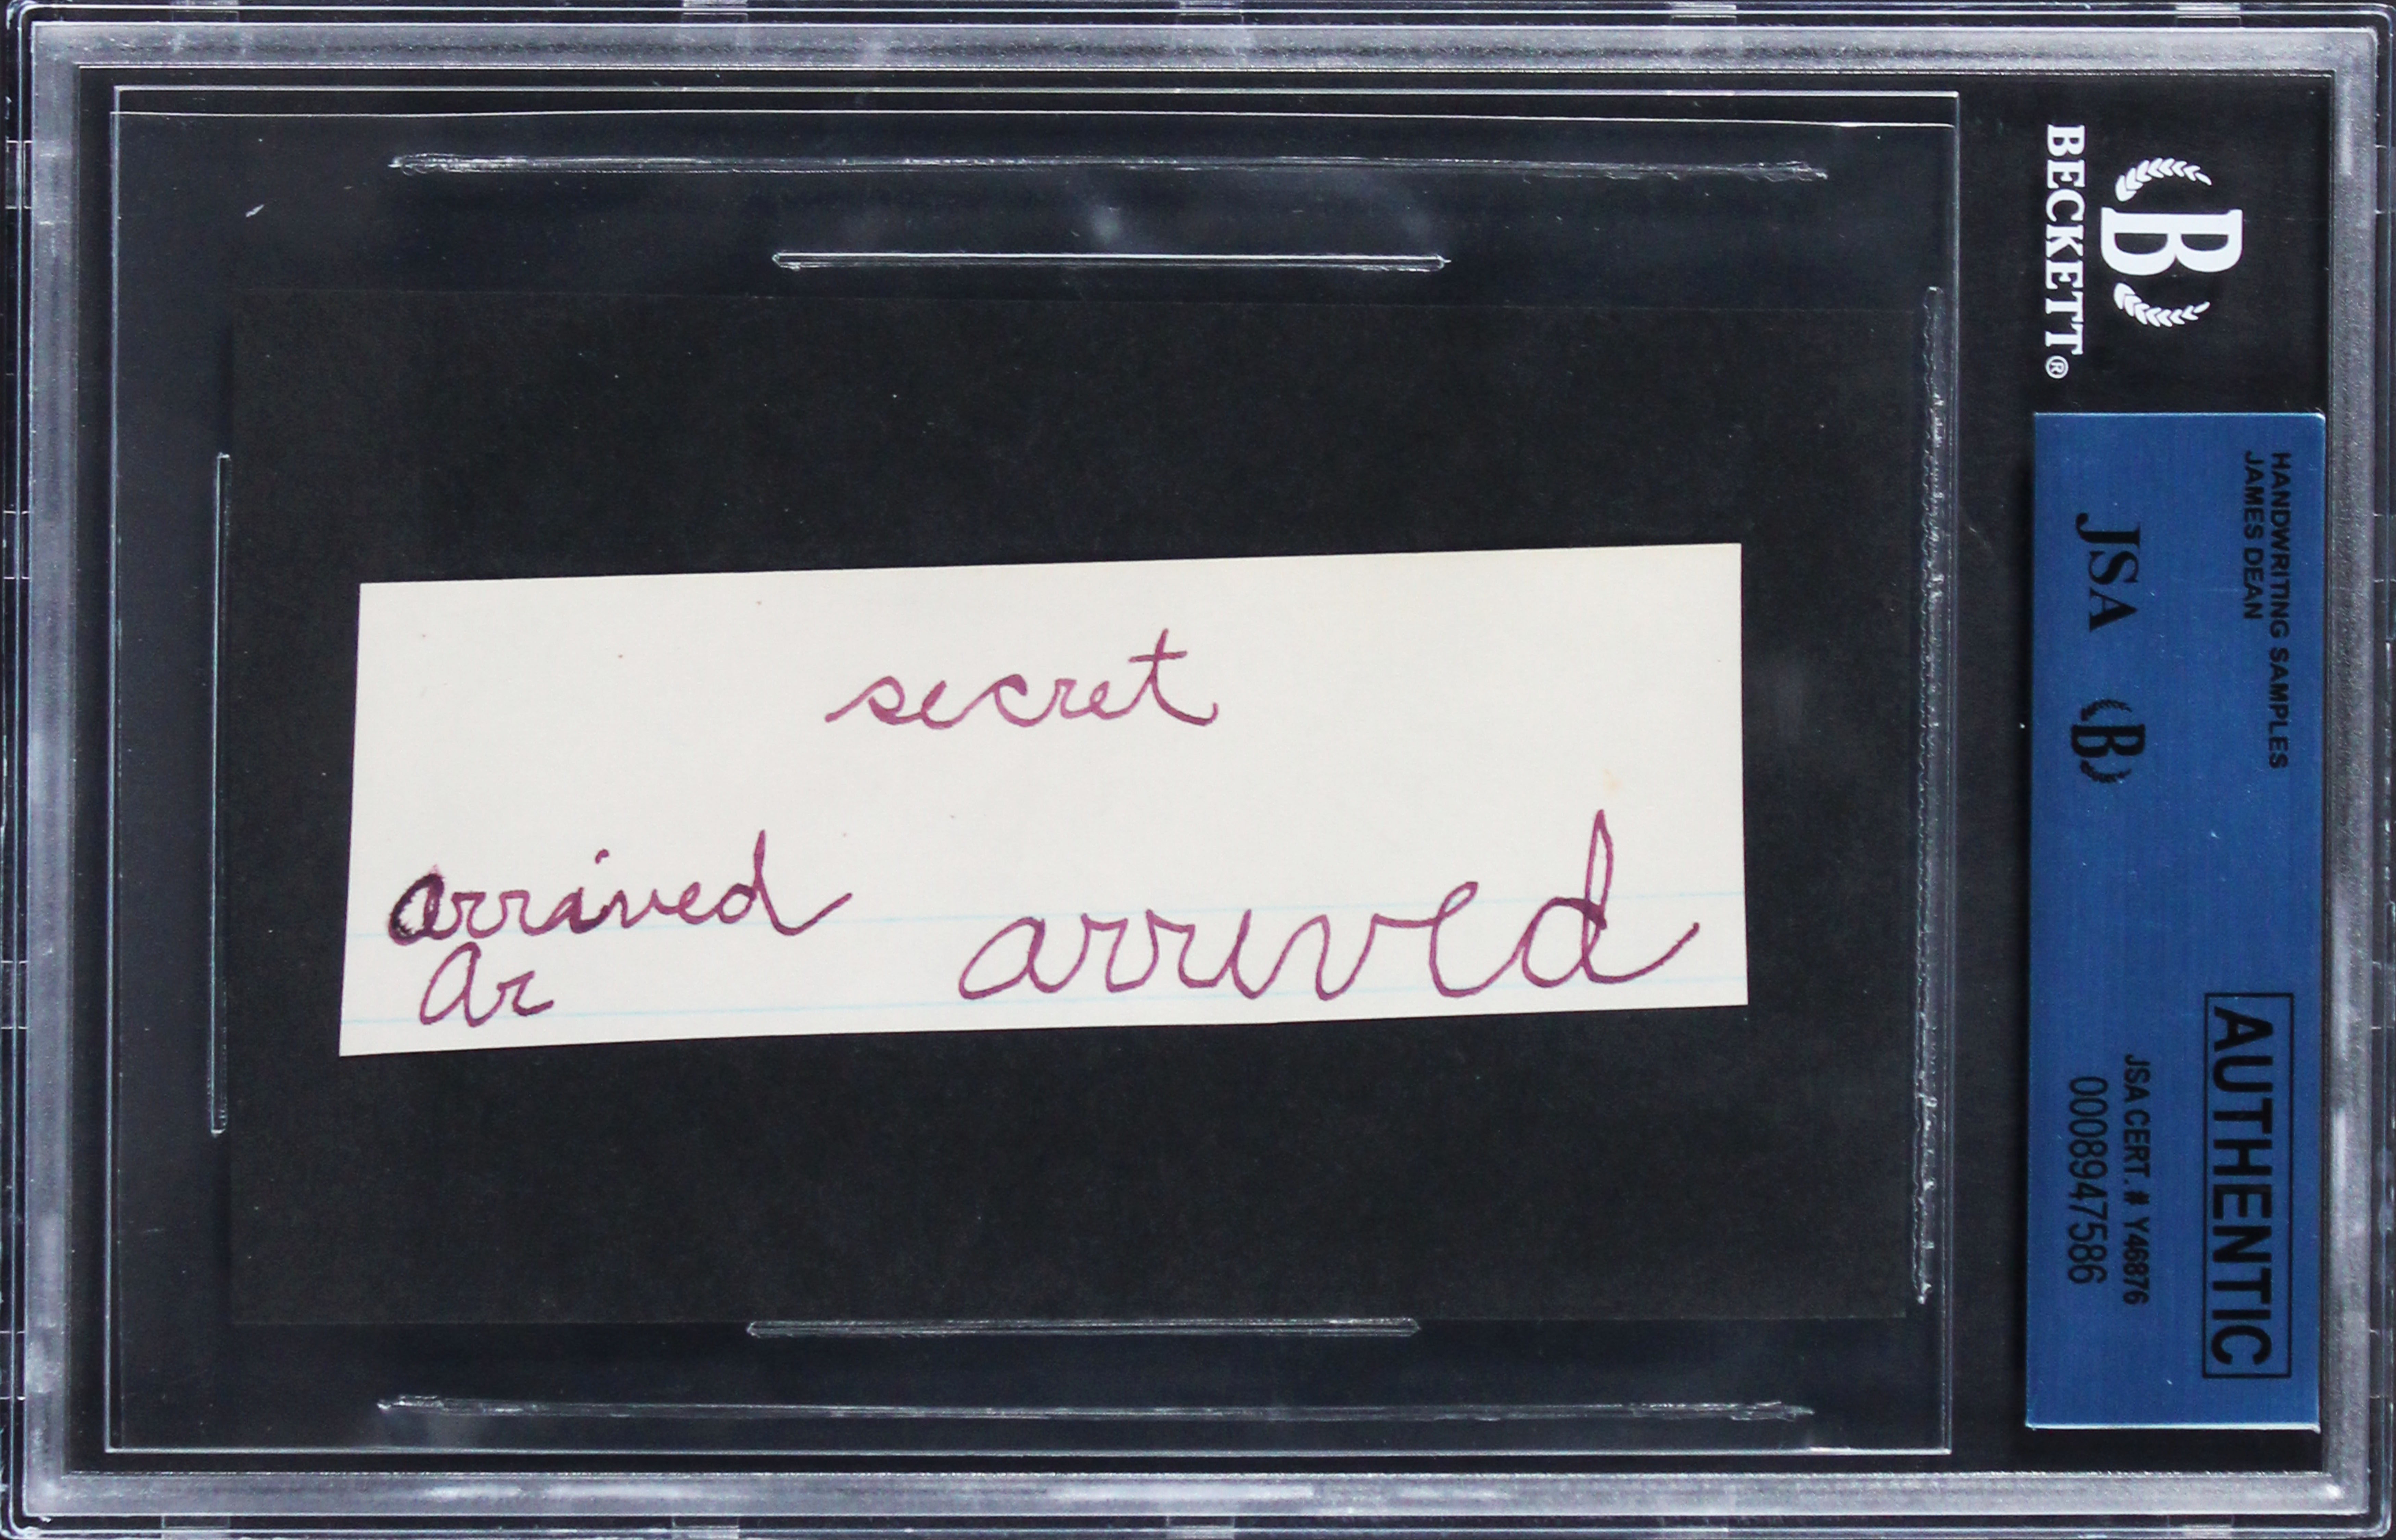 secret
arrived arrived
Ar
BECKETT®
B
HANDWRITING SAMPLES
JAMES DEAN
JSA B
AUTHENTIC
JSA CERT. # Y46876
0008947586